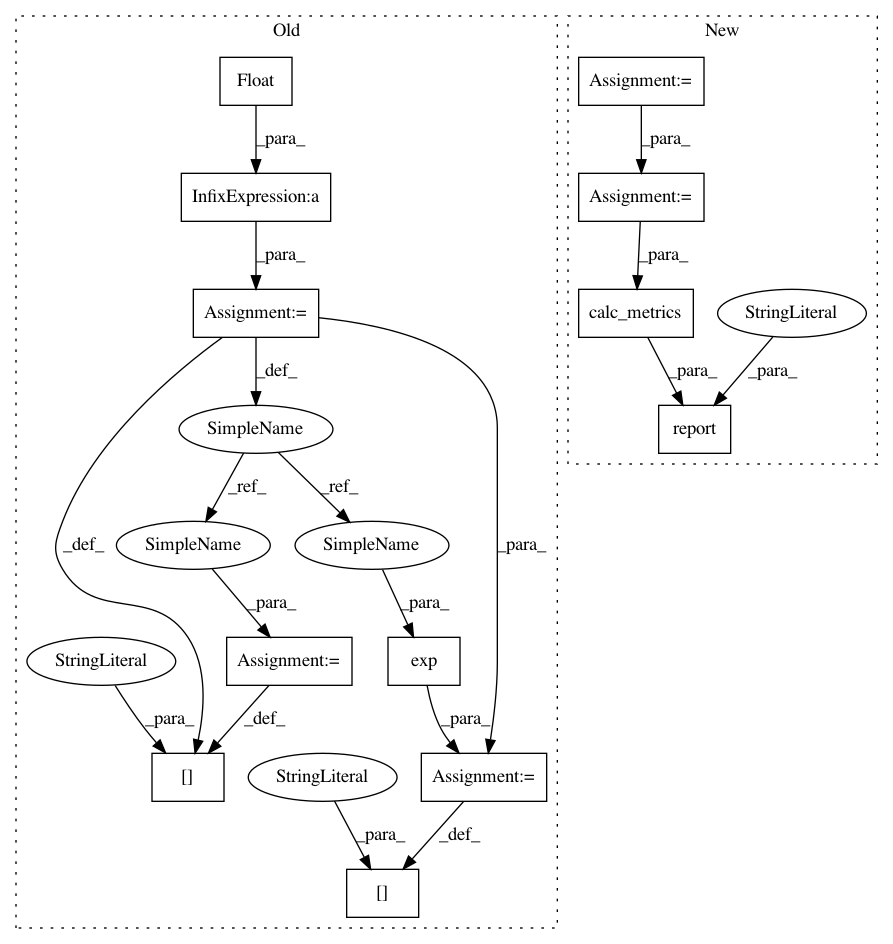 Old
New
Float
Assignment:=
_para_
_para_
InfixExpression:a
Assignment:=
_para_
_para_
Assignment:=
calc_metrics
StringLiteral
_def_
_para_
_para_
SimpleName
report
_ref_
_ref_
_def_
SimpleName
SimpleName
_para_
_para_
_para_
StringLiteral
Assignment:=
exp
_para_
_def_
_para_
[]
StringLiteral
Assignment:=
_para_
_def_
[]